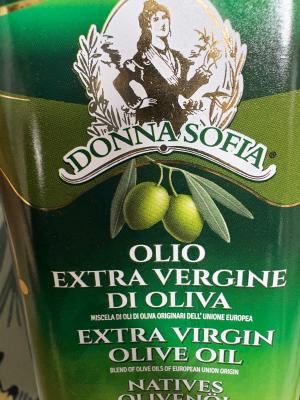 DONNA SOFIA®
OLIO
EXTRA VERGINE
DI OLIVA
MISCELA DI OLI DI OLIVA ORIGINARI DELL' UNIONE EUROPEA
EXTRA VIRGIN
OLIVE OIL
BLEND OF OLIVE OILS OF EUROPEAN UNION ORIGIN
NATIVES
OLIVENÖL